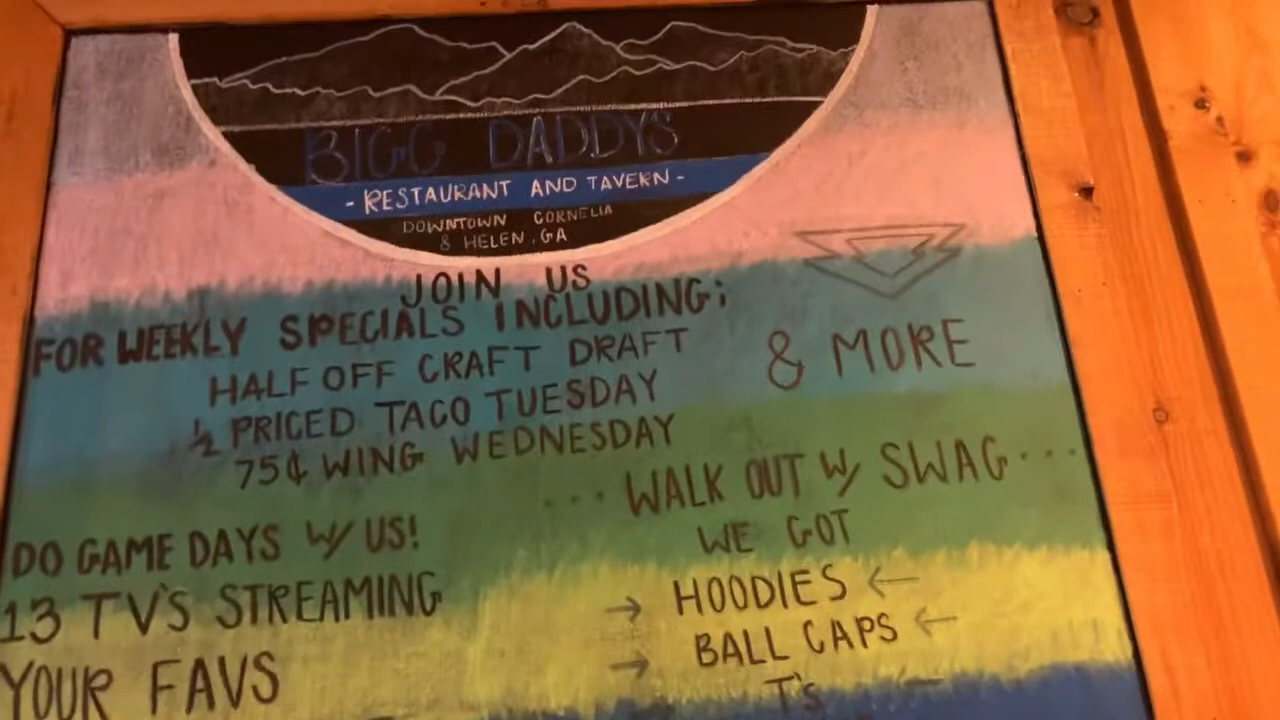 BIGG DADDYS
- RESTAURANT AND TAVERN -
DOWNTOWN CORNELIA
& HELEN, GA
JOIN US
FOR WEEKLY SPECIALS INCLUDING;
HALF OFF CRAFT DRAFT
½ PRICED TACO TUESDAY
75¢ WING WEDNESDAY
& MORE
DO GAME DAYS W/ US!
13 TV'S STREAMING
YOUR FAVS
... WALK OUT W/ SWAG ...
WE GOT
→ HOODIES ←
→ BALL CAPS ←
T's